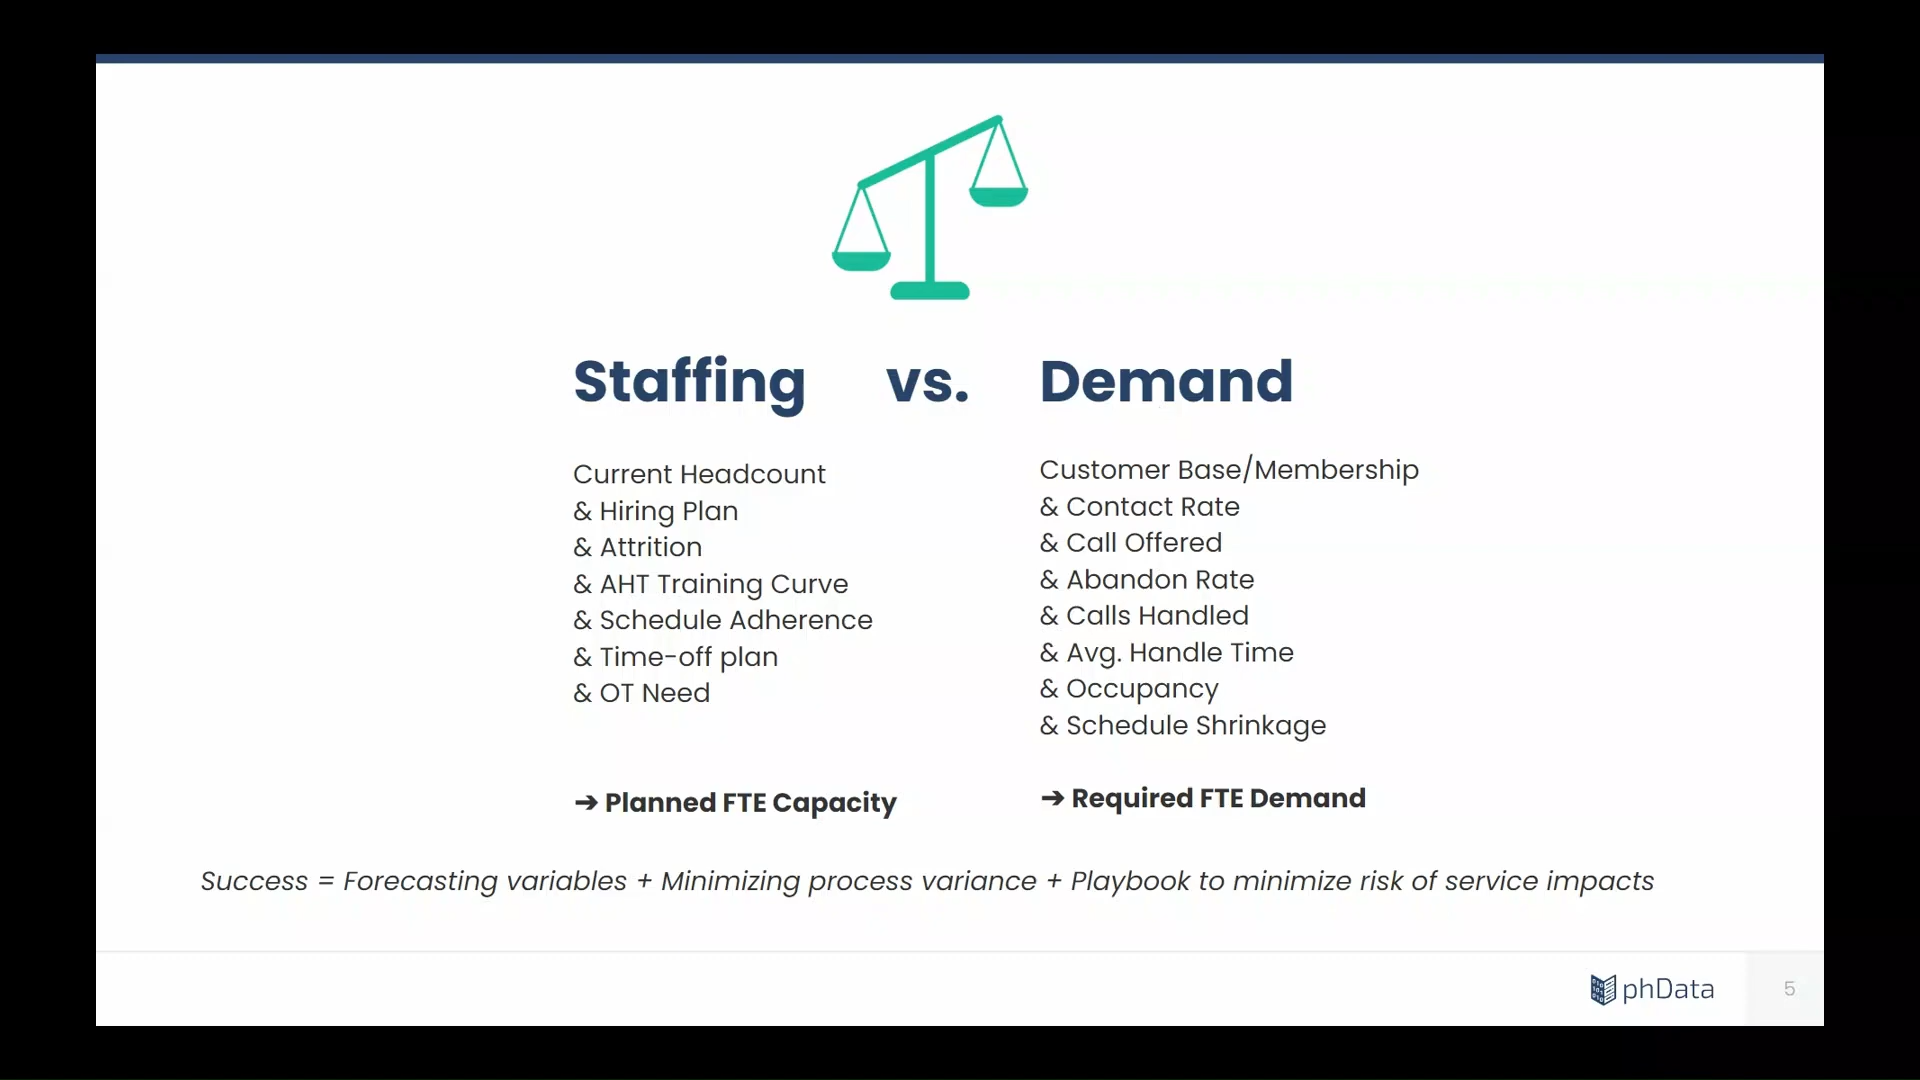 Staffing vs. Demand
Current Headcount
& Hiring Plan
& Attrition
& AHT Training Curve
& Schedule Adherence
& Time-off plan
& OT Need
➔ Planned FTE Capacity
Customer Base/Membership
& Contact Rate
& Call Offered
& Abandon Rate
& Calls Handled
& Avg. Handle Time
& Occupancy
& Schedule Shrinkage
➔ Required FTE Demand
Success = Forecasting variables + Minimizing process variance + Playbook to minimize risk of service impacts
phData
5